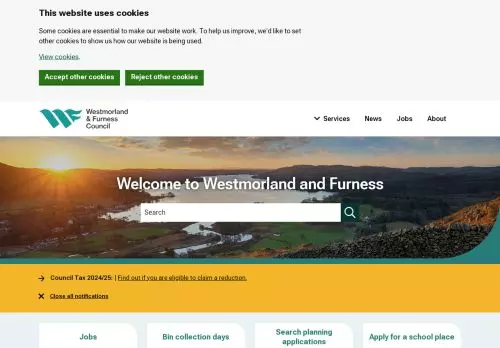 This website uses cookies
Some cookies are essential to make our website work. To help us improve, we'd like to set
other cookies to show us how our website is being used.
View cookies.
Accept other cookies
Reject other cookies
Westmorland
& Furness
Council
Services
News
Jobs
About
Welcome to Westmorland and Furness
Search
Council Tax 2024/25: | Find out if you are eligible to claim a reduction.
Close all notifications
Jobs
Bin collection days
Search planning
applications
Apply for a school place